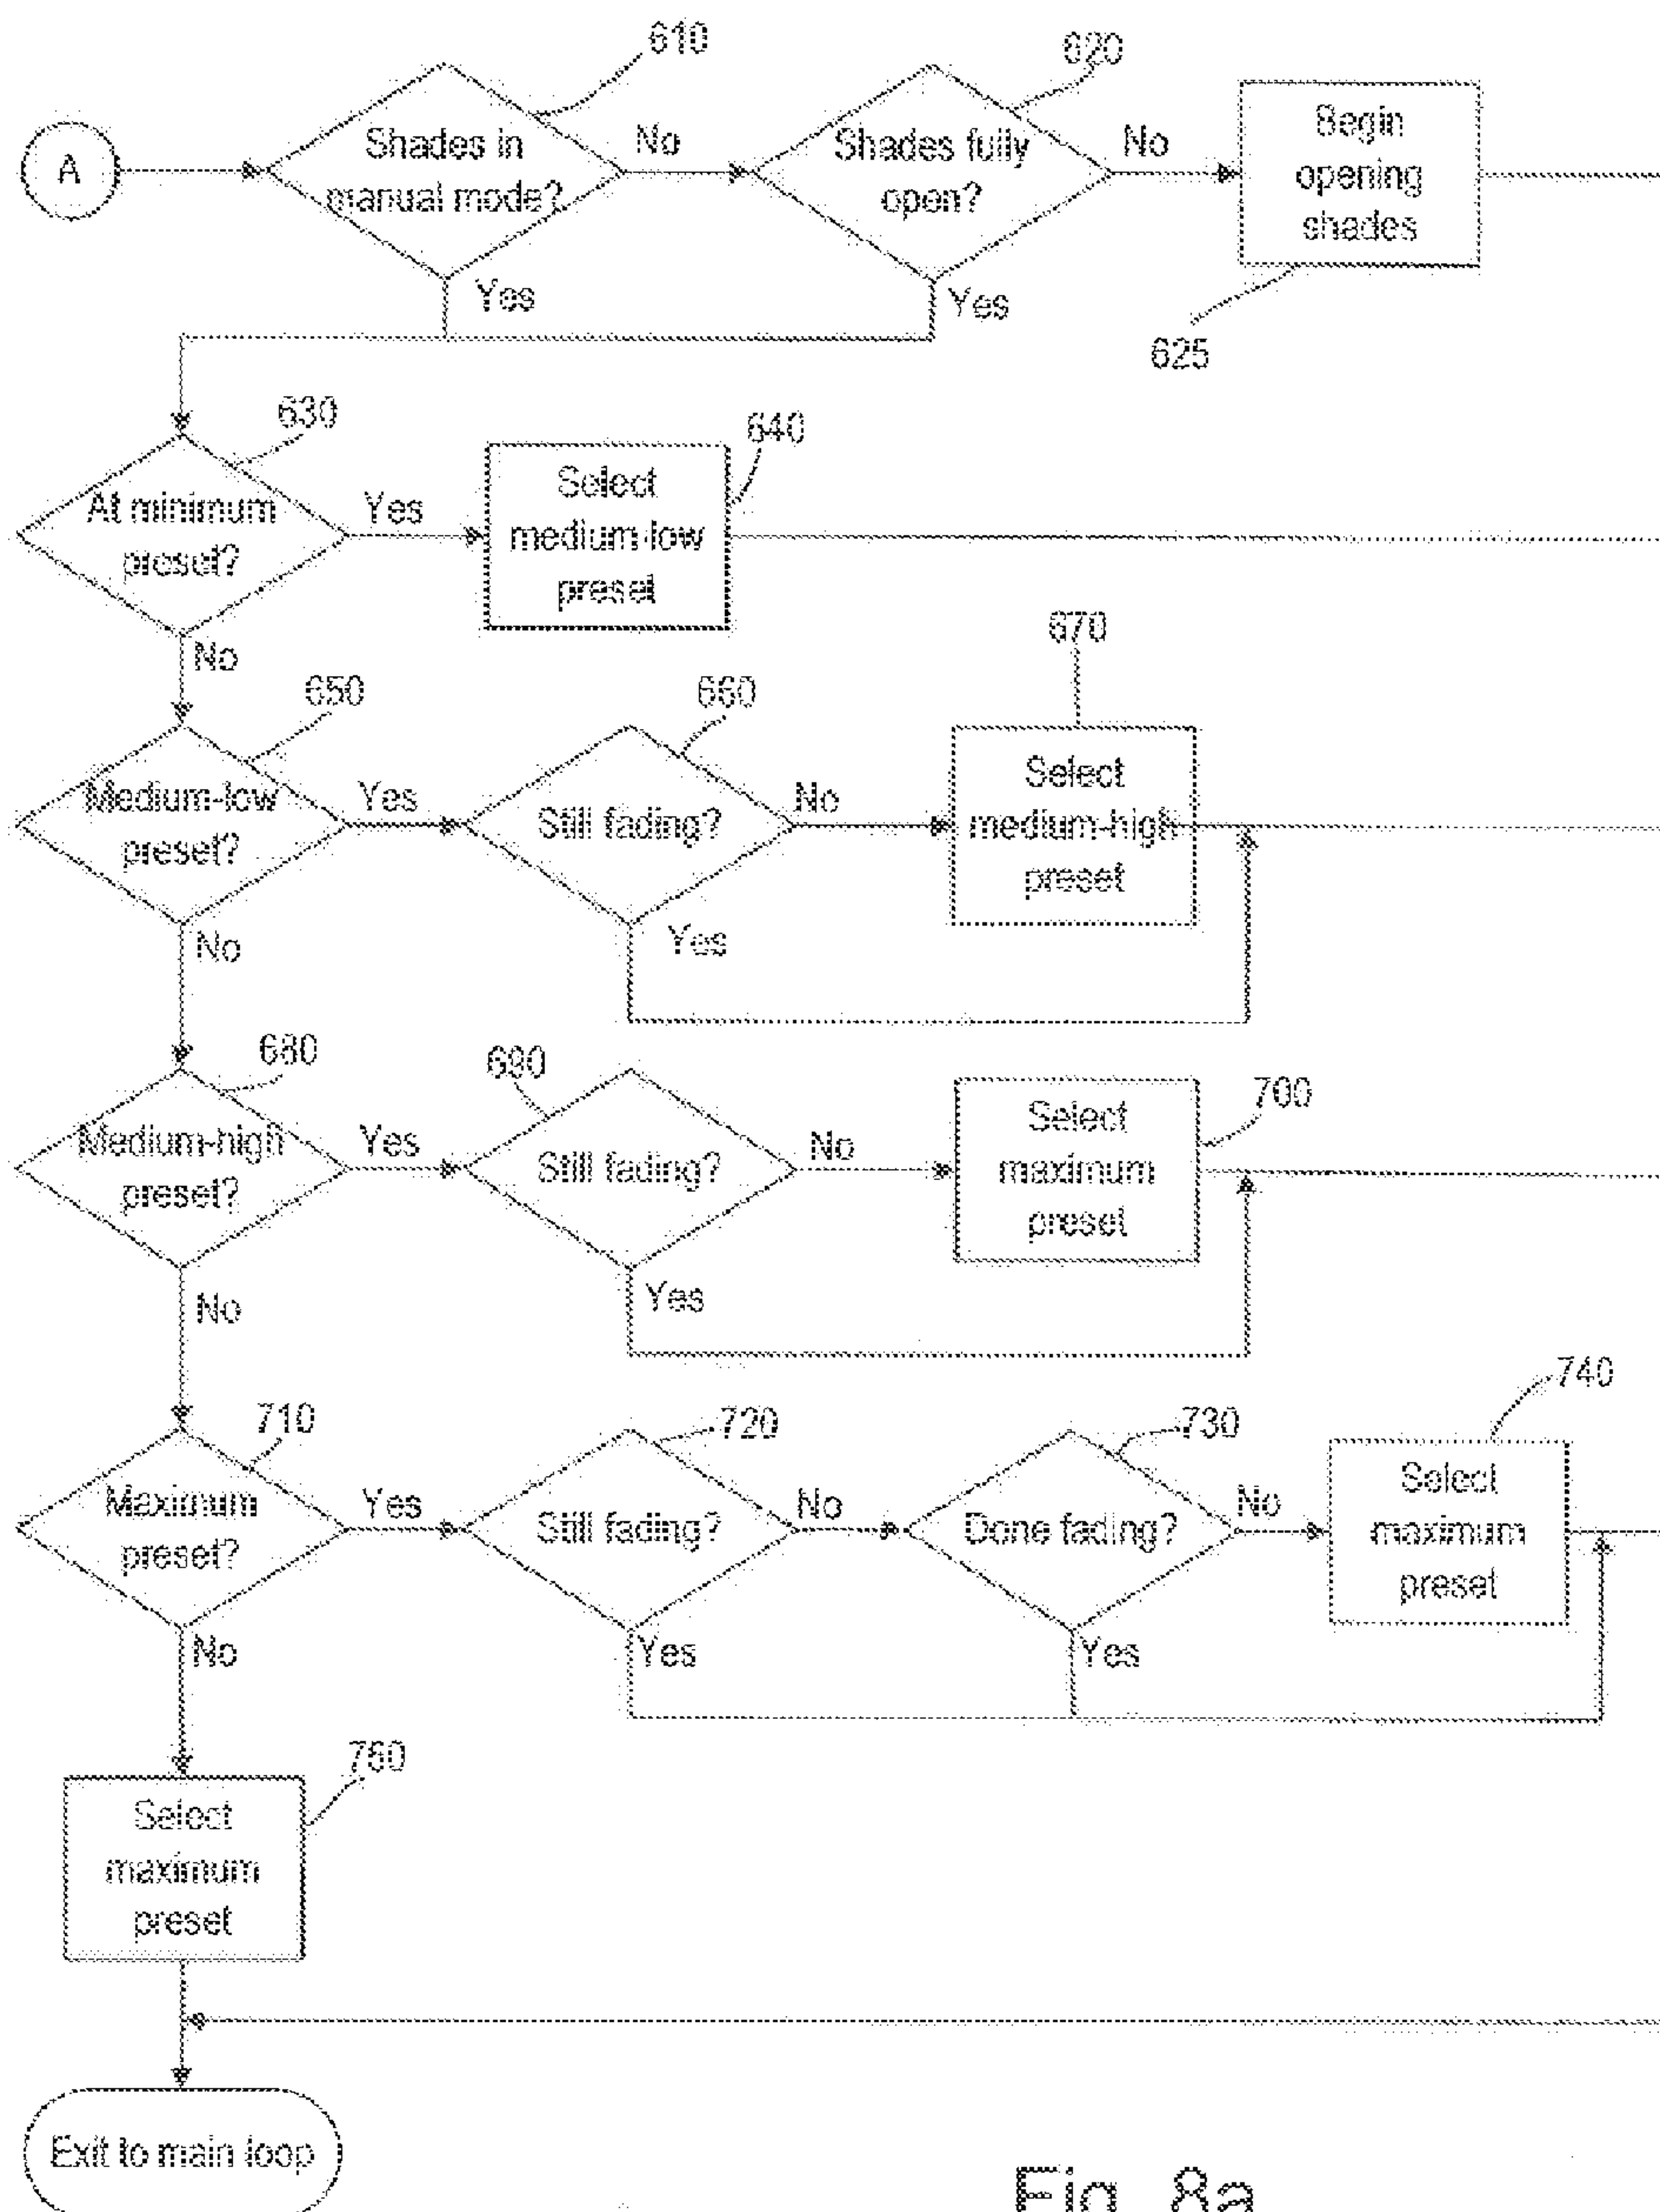 610
620
A
Shades in
manual mode?
No
Shades fully
open?
No
Begin
opening
shades
Yes
Yes
625
630
640
At minimum
preset?
Yes
Select
medium-low
preset
No
650
660
670
Medium-low
preset?
Yes
Still fading?
No
Select
medium-high
preset
No
Yes
680
690
700
Medium-high
preset?
Yes
Still fading?
No
Select
maximum
preset
No
Yes
710
720
730
740
Maximum
preset?
Yes
Still fading?
No
Done fading?
No
Select
maximum
preset
No
Yes
Yes
760
Select
maximum
preset
Exit to main loop
Fig. 8a